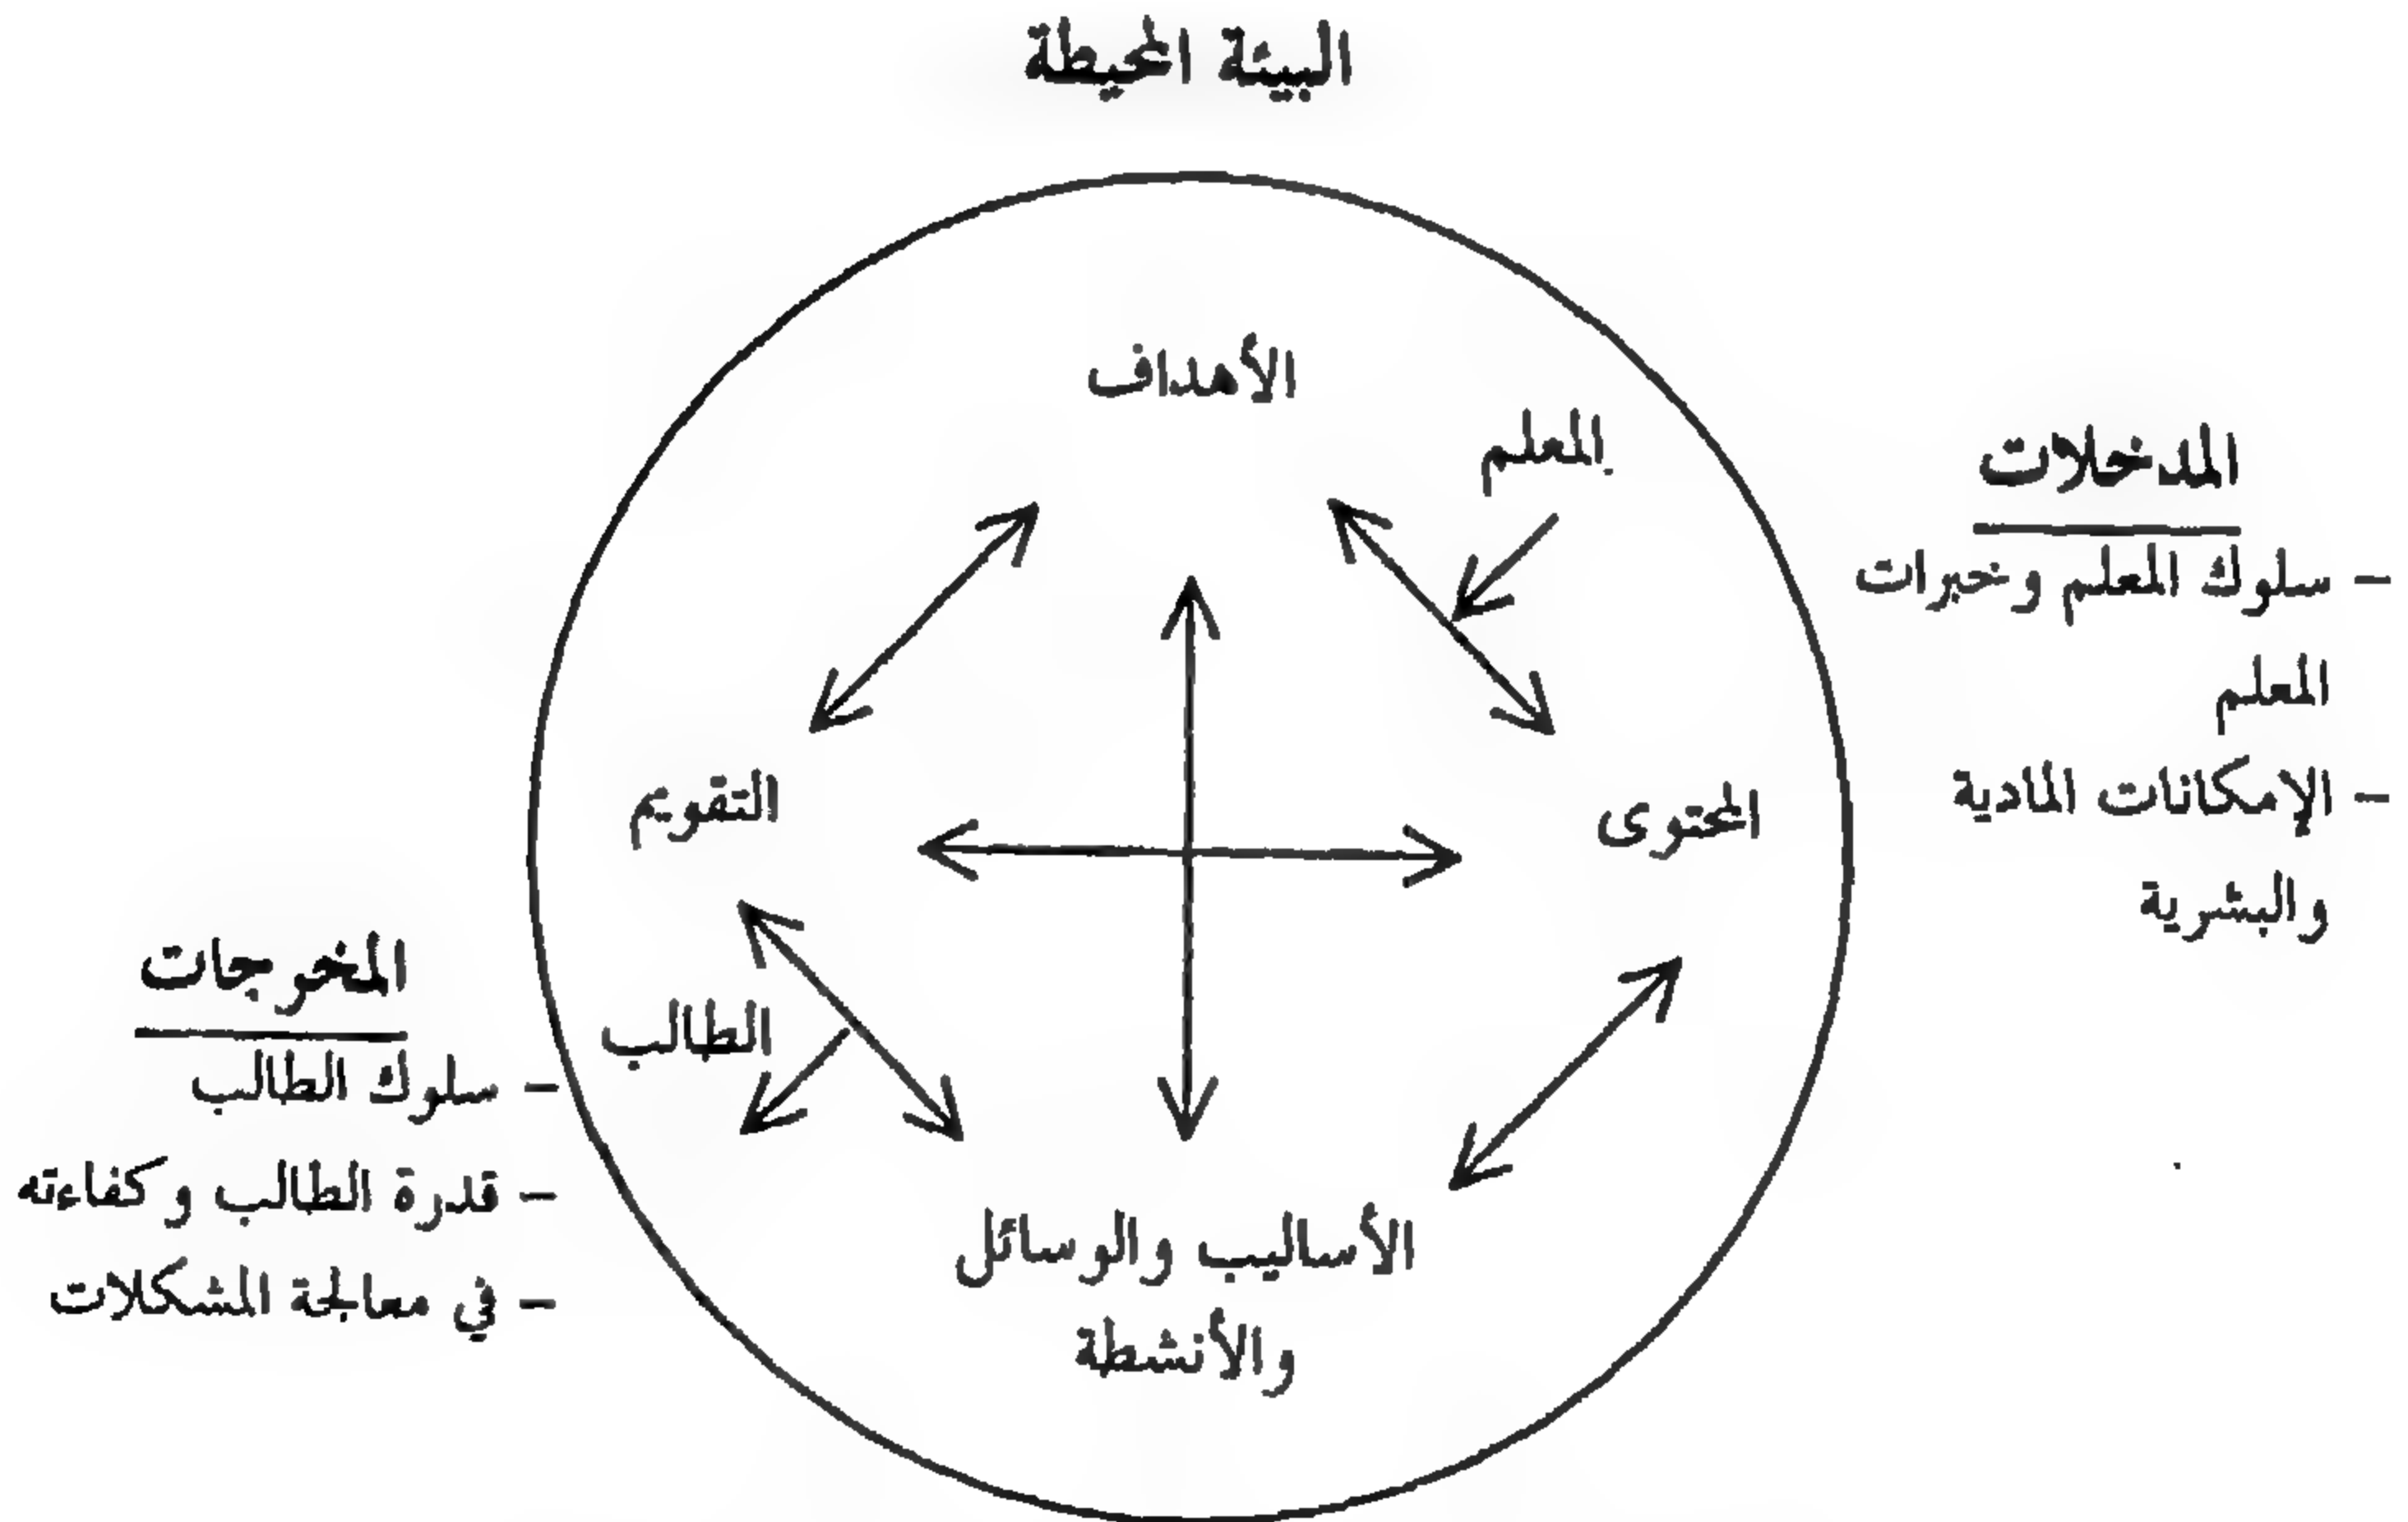 البيئة المحيطة
الأهداف
المعلم
المدخلات
- سلوك المعلم وخبرات
المعلم
- الإمكانات المادية
والبشرية
المحتوى
التقويم
الطالب
المخرجات
- سلوك الطالب
- قدرة الطالب وكفاءته
- في معالجة المشكلات
الأساليب والوسائل
والأنشطة